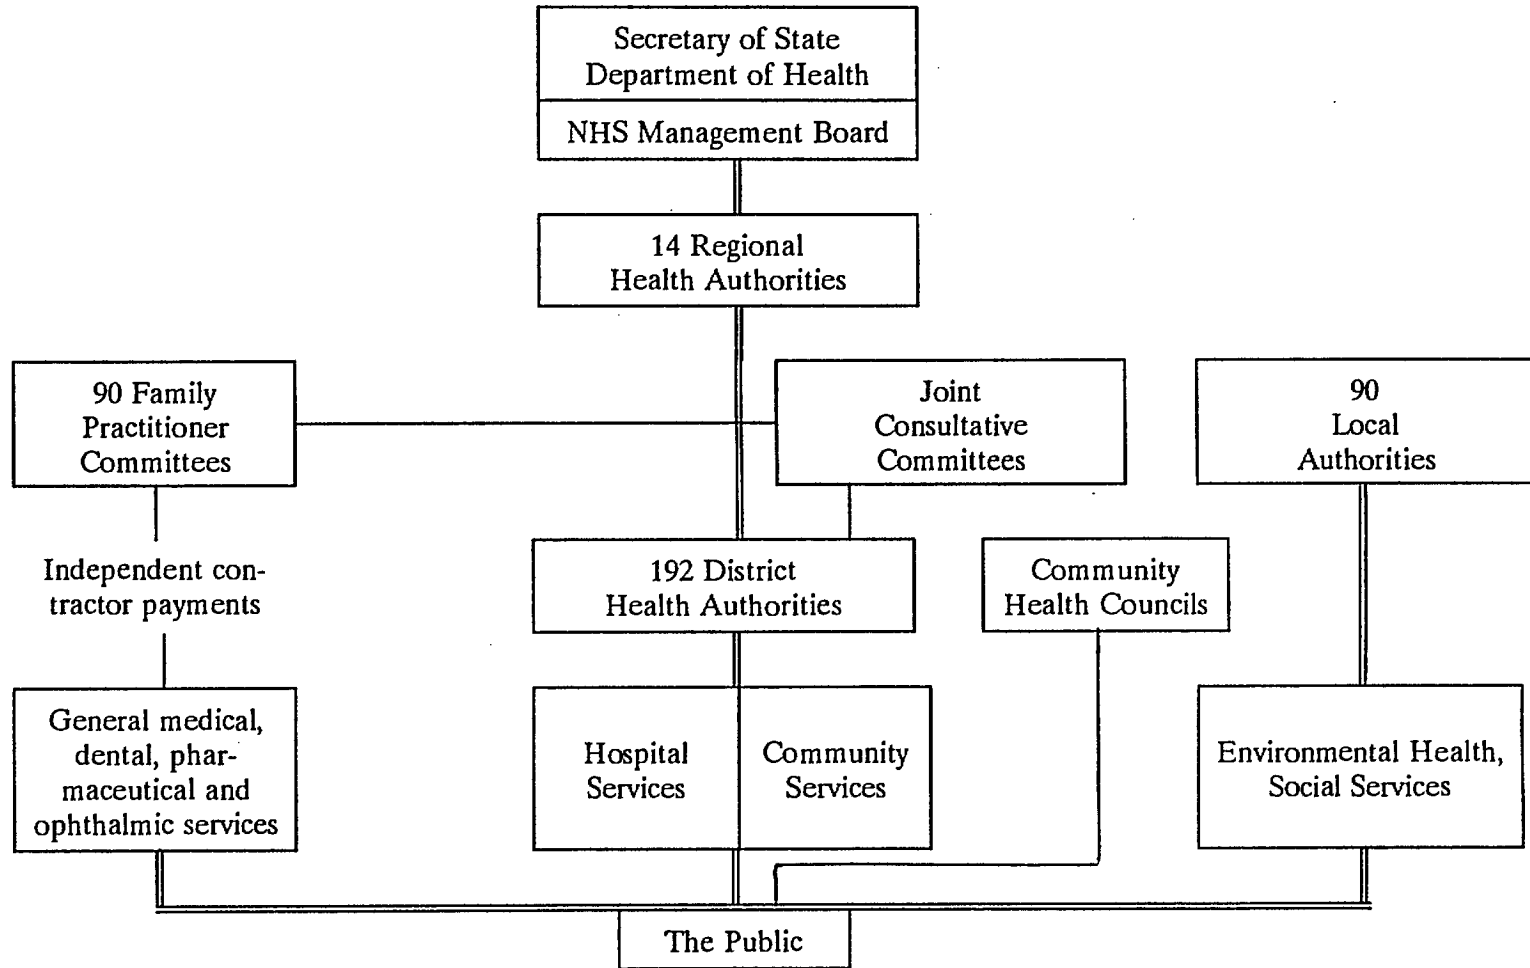 Secretary of State
Department of Health
NHS Management Board
14 Regional
Health Authorities
90 Family
Practitioner
Committees
Joint
Consultative
Committees
90
Local
Authorities
Independent con-
tractor payments
192 District
Health Authorities
Community
Health Councils
General medical,
dental, phar-
maceutical and
ophthalmic services
Hospital
Services
Community
Services
Environmental Health,
Social Services
The Public